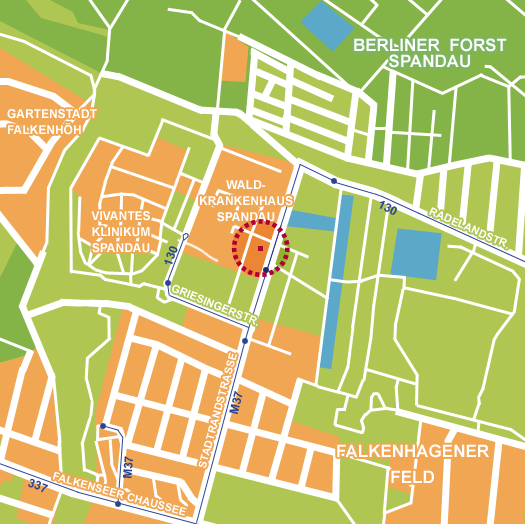 BERLINER FORST
SPANDAU
GARTENSTADT
FALKENHÖH
WALD-
KRANKENHAUS
SPANDAU
VIVANTES
KLINIKUM
SPANDAU
130
RADELANDSTR.
130
GRIESINGERSTR.
STADTRANDSTRASSE
M37
FALKENHAGENER
FELD
M37
337
FALKENSEER CHAUSSEE